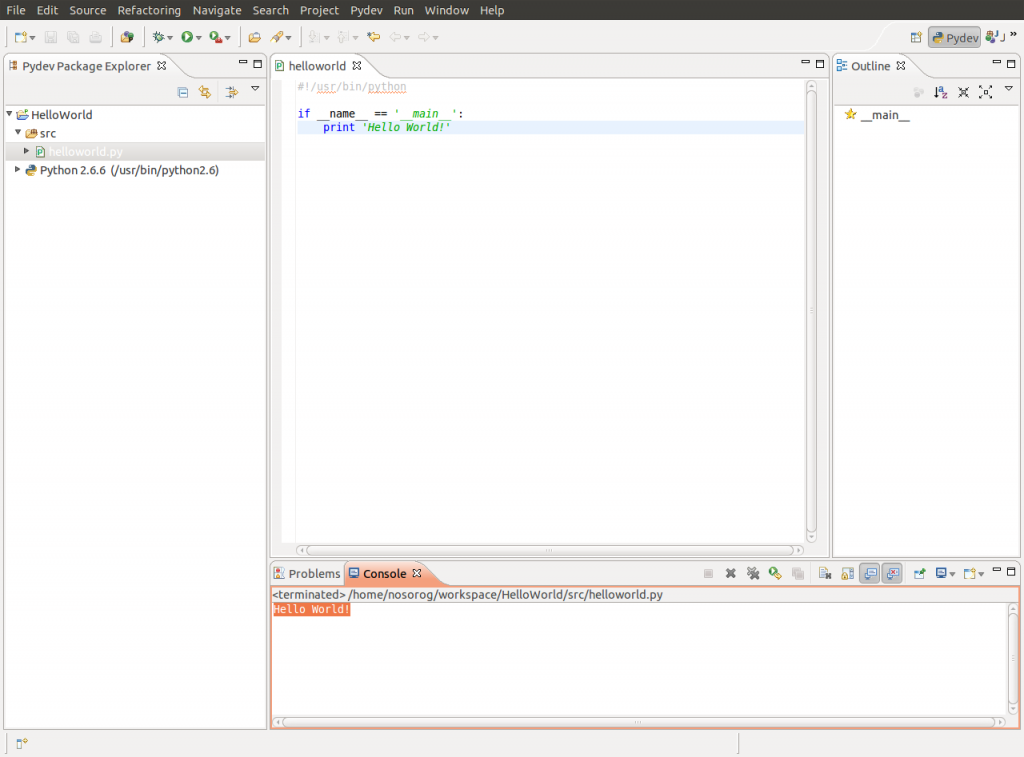 File Edit Source Refactoring Navigate Search Project Pydev Run Window Help
Pydev J »
Pydev Package Explorer
HelloWorld
src
helloworld.py
Python 2.6.6 (/usr/bin/python2.6)
helloworld
#!/usr/bin/python
if __name__ == '__main__':
print 'Hello World!'
Outline
__main__
Problems Console
<terminated> /home/nosorog/workspace/HelloWorld/src/helloworld.py
Hello World!